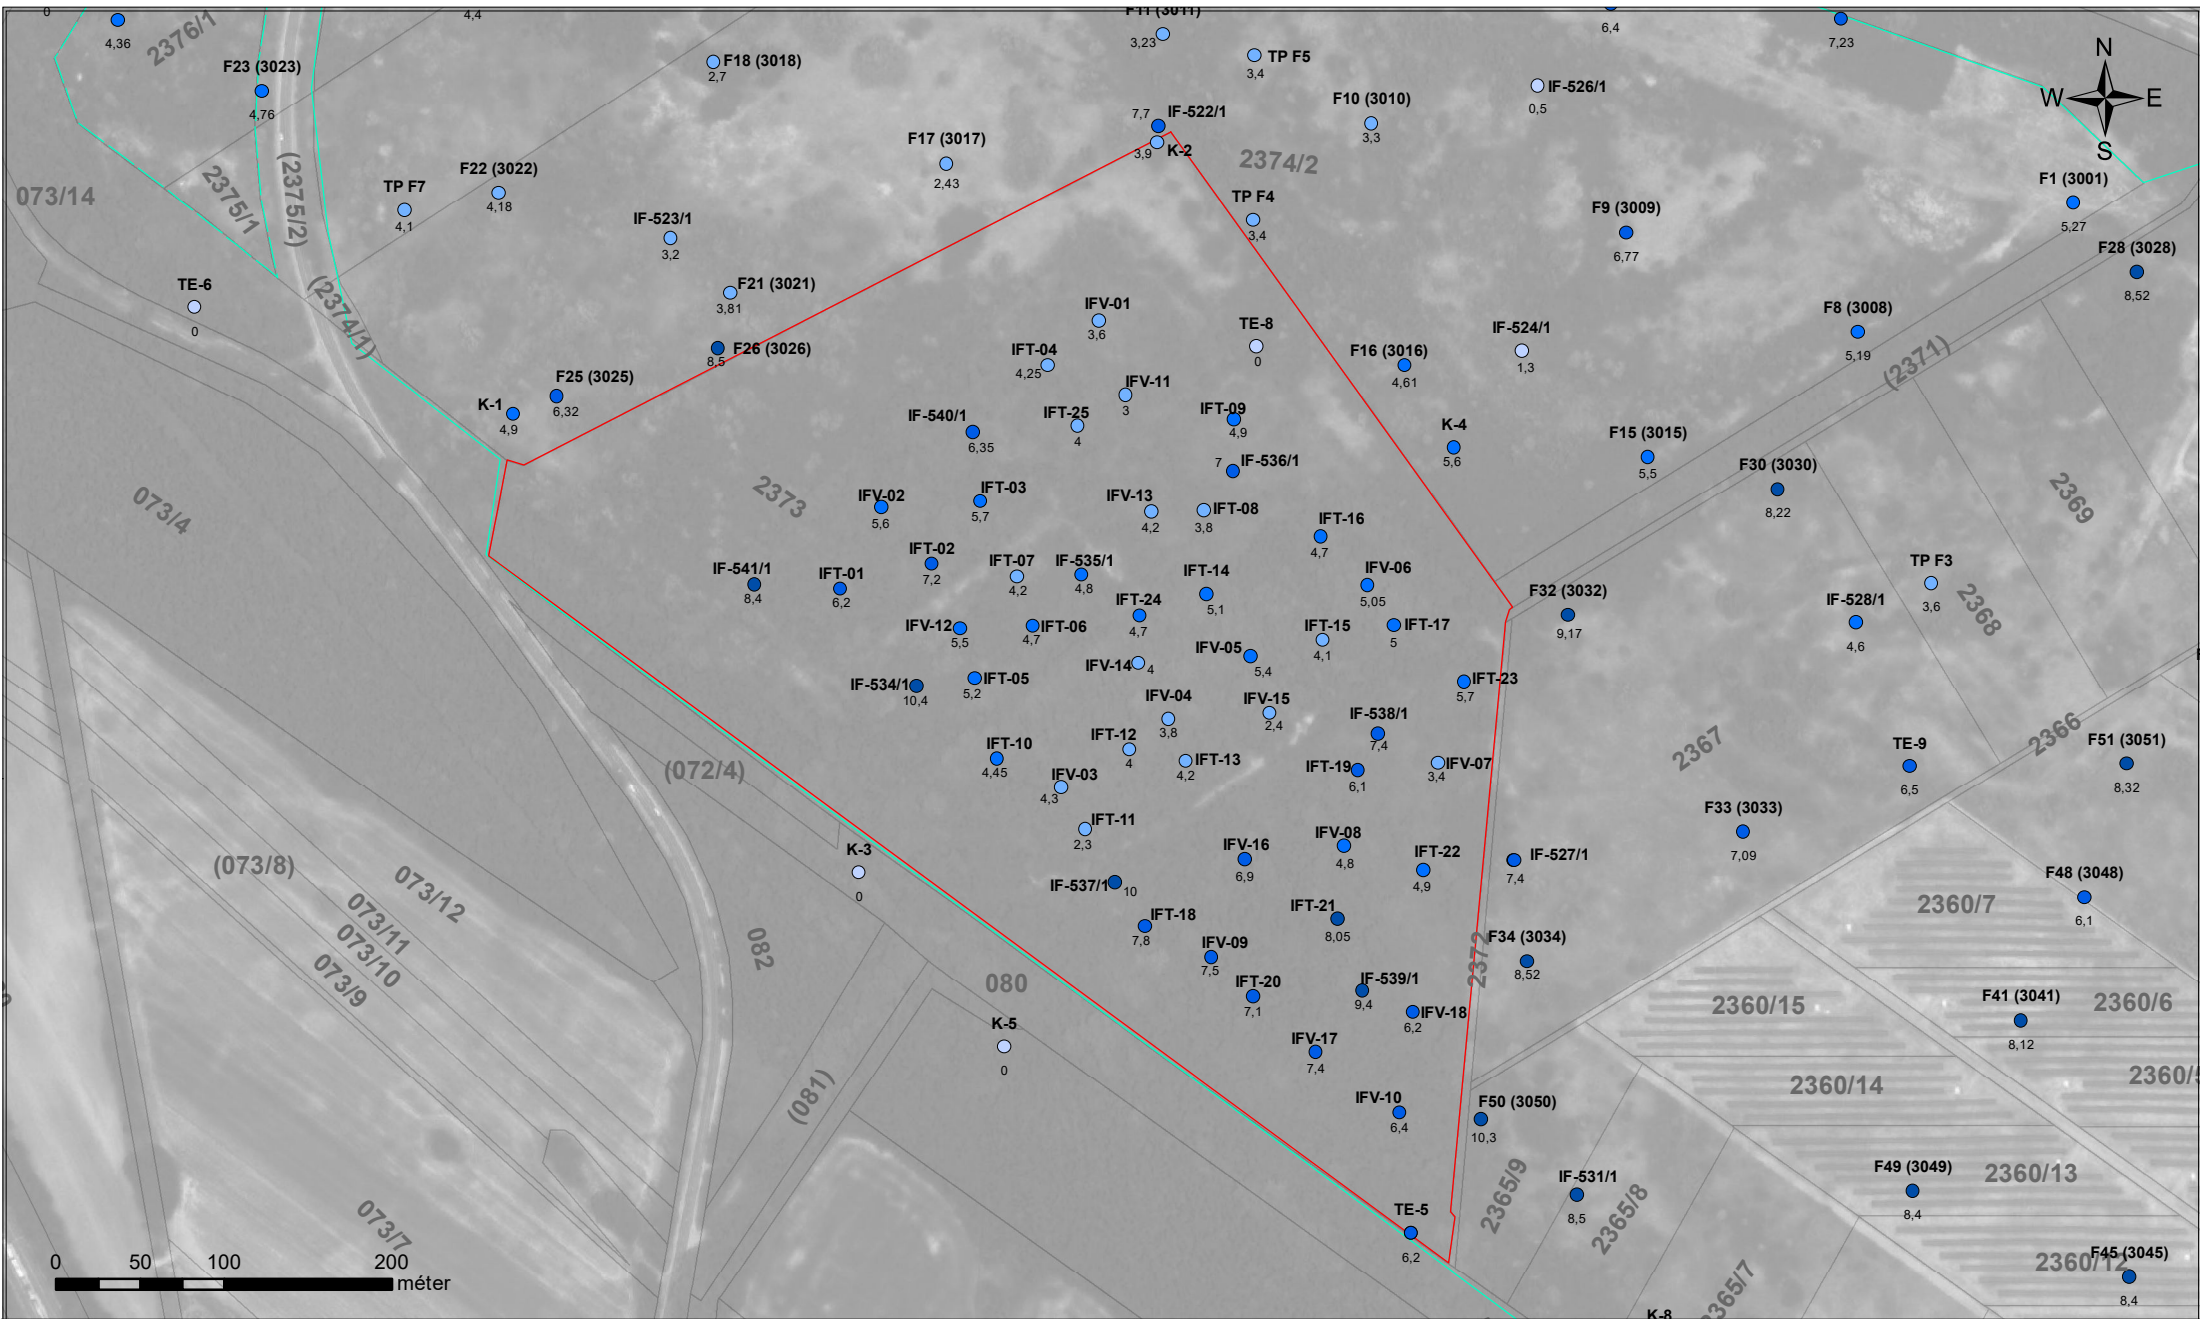 0
4,4
F11 (3011)
3,23
4,36
2376/1
F23 (3023)
4,76
F18 (3018)
2,7
TP F5
3,4
6,4
7,23
N
W
E
S
F10 (3010)
3,3
IF-526/1
0,5
7,7
IF-522/1
3,9
K-2
F17 (3017)
2,43
2374/2
073/14
2375/1
(2375/2)
TP F7
4,1
F22 (3022)
4,18
IF-523/1
3,2
TP F4
3,4
F9 (3009)
6,77
F1 (3001)
5,27
F28 (3028)
8,52
TE-6
0
(2374/1)
F21 (3021)
3,81
F26 (3026)
8,5
IFV-01
3,6
TE-8
0
F16 (3016)
4,61
IF-524/1
1,3
F8 (3008)
5,19
(2371)
IFT-04
4,25
IFV-11
3
K-1
4,9
F25 (3025)
6,32
IF-540/1
6,35
IFT-25
4
IFT-09
4,9
K-4
5,6
F15 (3015)
5,5
7
IF-536/1
F30 (3030)
8,22
2369
073/4
2373
IFV-02
5,6
IFT-03
5,7
IFV-13
4,2
IFT-08
3,8
IFT-16
4,7
IFT-02
7,2
IF-541/1
8,4
IFT-01
6,2
IFT-07
4,2
IF-535/1
4,8
IFT-14
5,1
IFV-06
5,05
F32 (3032)
9,17
TP F3
3,6
2368
IF-528/1
4,6
IFT-24
4,7
IFV-12
5,5
IFT-06
4,7
IFT-15
4,1
IFT-17
5
IFV-14
4
IFV-05
5,4
IF-534/1
10,4
IFT-05
5,2
IFT-23
5,7
IFV-04
3,8
IFV-15
2,4
IF-538/1
7,4
2367
2366
F51 (3051)
8,32
TE-9
6,5
(072/4)
IFT-10
4,45
IFT-12
4
IFT-13
4,2
IFT-19
6,1
IFV-07
3,4
IFV-03
4,3
IFT-11
2,3
F33 (3033)
7,09
K-3
0
IFV-16
6,9
IFV-08
4,8
IFT-22
4,9
IF-527/1
7,4
(073/8)
073/12
IF-537/1
10
F48 (3048)
6,1
2360/7
073/11
IFT-18
7,8
IFT-21
8,05
073/10
082
IFV-09
7,5
2372
F34 (3034)
8,52
073/9
080
IFT-20
7,1
IF-539/1
9,4
2360/15
F41 (3041)
8,12
2360/6
IFV-18
6,2
K-5
0
IFV-17
7,4
(081)
2360/14
IFV-10
6,4
F50 (3050)
10,3
2365/9
IF-531/1
8,5
2365/8
F49 (3049)
8,4
2360/13
073/7
TE-5
6,2
F45 (3045)
2360/12
8,4
2365/7
K-8
0 50 100 200
méter